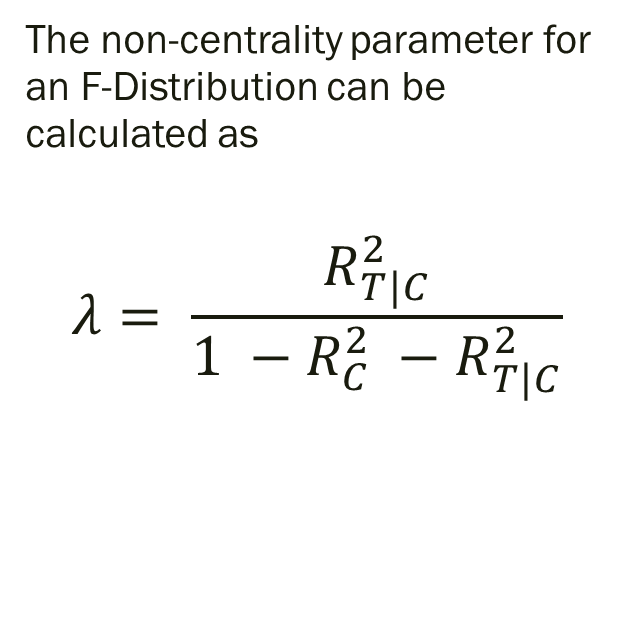 The non-centrality parameter for
an F-Distribution can be
calculated as
λ = R²_{T|C} / (1 − R²_C − R²_{T|C})